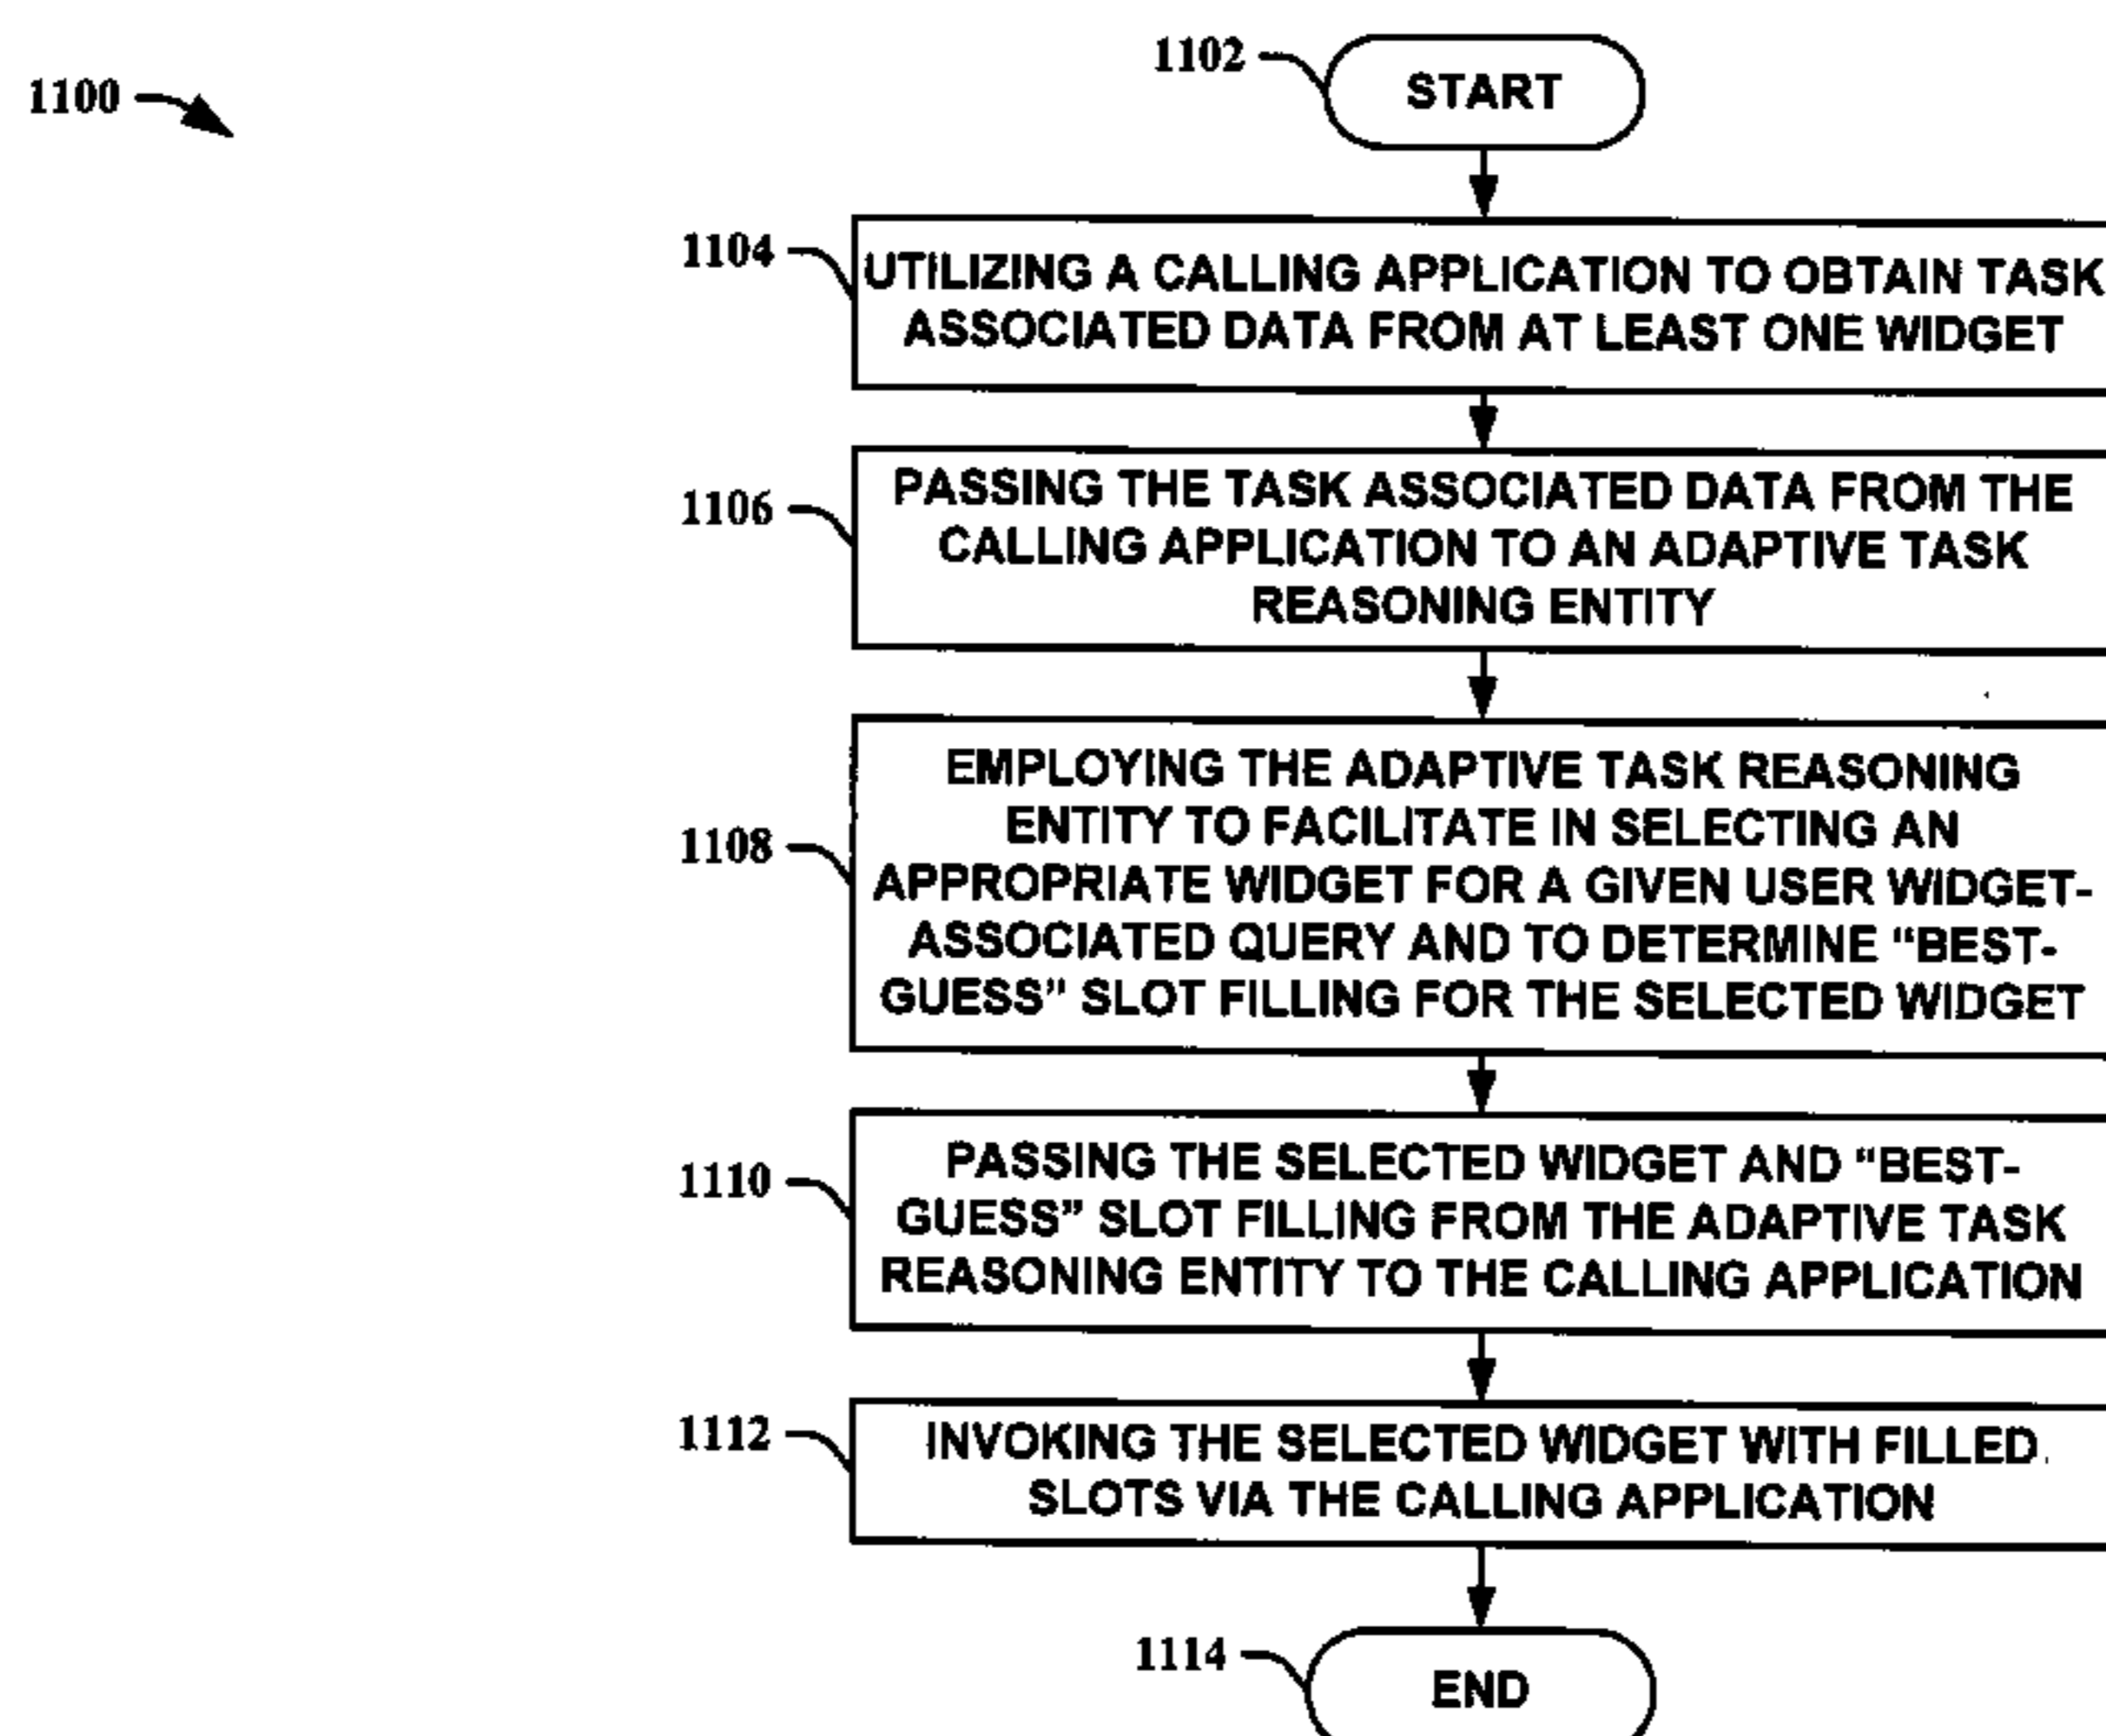 1100
1102
START
1104
UTILIZING A CALLING APPLICATION TO OBTAIN TASK
ASSOCIATED DATA FROM AT LEAST ONE WIDGET
1106
PASSING THE TASK ASSOCIATED DATA FROM THE
CALLING APPLICATION TO AN ADAPTIVE TASK
REASONING ENTITY
1108
EMPLOYING THE ADAPTIVE TASK REASONING
ENTITY TO FACILITATE IN SELECTING AN
APPROPRIATE WIDGET FOR A GIVEN USER WIDGET-
ASSOCIATED QUERY AND TO DETERMINE “BEST-
GUESS” SLOT FILLING FOR THE SELECTED WIDGET
1110
PASSING THE SELECTED WIDGET AND “BEST-
GUESS” SLOT FILLING FROM THE ADAPTIVE TASK
REASONING ENTITY TO THE CALLING APPLICATION
1112
INVOKING THE SELECTED WIDGET WITH FILLED
SLOTS VIA THE CALLING APPLICATION
1114
END